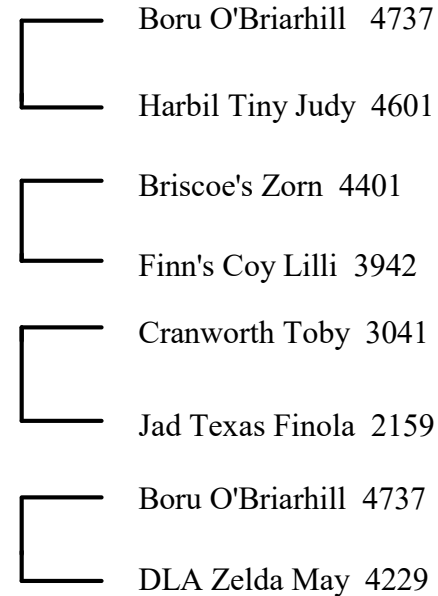 Boru O'Briarhill 4737
Harbil Tiny Judy 4601
Briscoe's Zorn 4401
Finn's Coy Lilli 3942
Cranworth Toby 3041
Jad Texas Finola 2159
Boru O'Briarhill 4737
DLA Zelda May 4229